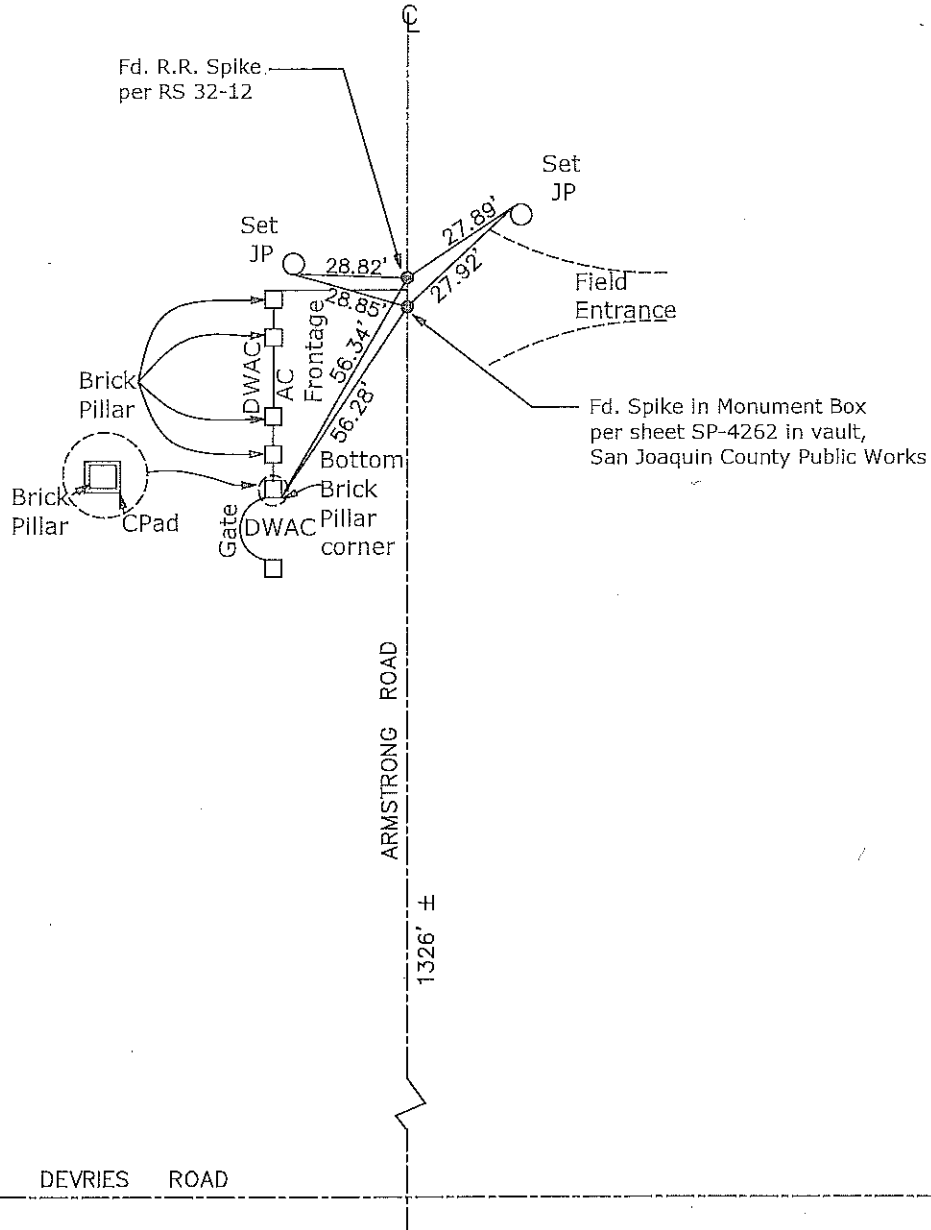 ℄
Fd. R.R. Spike
per RS 32-12
Set
JP
27.89'
Set
JP
28.82'
27.92'
28.85'
Field
Entrance
DWAC
AC
Frontage
56.34'
56.28'
Brick
Pillar
Fd. Spike in Monument Box
per sheet SP-4262 in vault,
San Joaquin County Public Works
Brick
Pillar
CPad
Gate
DWAC
Bottom
Brick
Pillar
corner
ARMSTRONG ROAD
1326' ±
DEVRIES ROAD